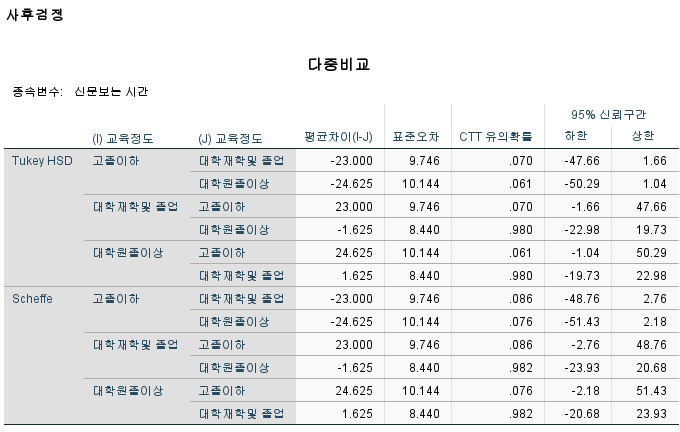 사후검정
다중비교
종속변수: 신문보는 시간
95% 신뢰구간
(I) 교육정도 (J) 교육정도 평균차이(I-J) 표준오차 CTT 유의확률 하한 상한
Tukey HSD 고졸이하 대학재학및 졸업 -23.000 9.746 .070 -47.66 1.66
대학원졸이상 -24.625 10.144 .061 -50.29 1.04
대학재학및 졸업 고졸이하 23.000 9.746 .070 -1.66 47.66
대학원졸이상 -1.625 8.440 .980 -22.98 19.73
대학원졸이상 고졸이하 24.625 10.144 .061 -1.04 50.29
대학재학및 졸업 1.625 8.440 .980 -19.73 22.98
Scheffe 고졸이하 대학재학및 졸업 -23.000 9.746 .086 -48.76 2.76
대학원졸이상 -24.625 10.144 .076 -51.43 2.18
대학재학및 졸업 고졸이하 23.000 9.746 .086 -2.76 48.76
대학원졸이상 -1.625 8.440 .982 -23.93 20.68
대학원졸이상 고졸이하 24.625 10.144 .076 -2.18 51.43
대학재학및 졸업 1.625 8.440 .982 -20.68 23.93